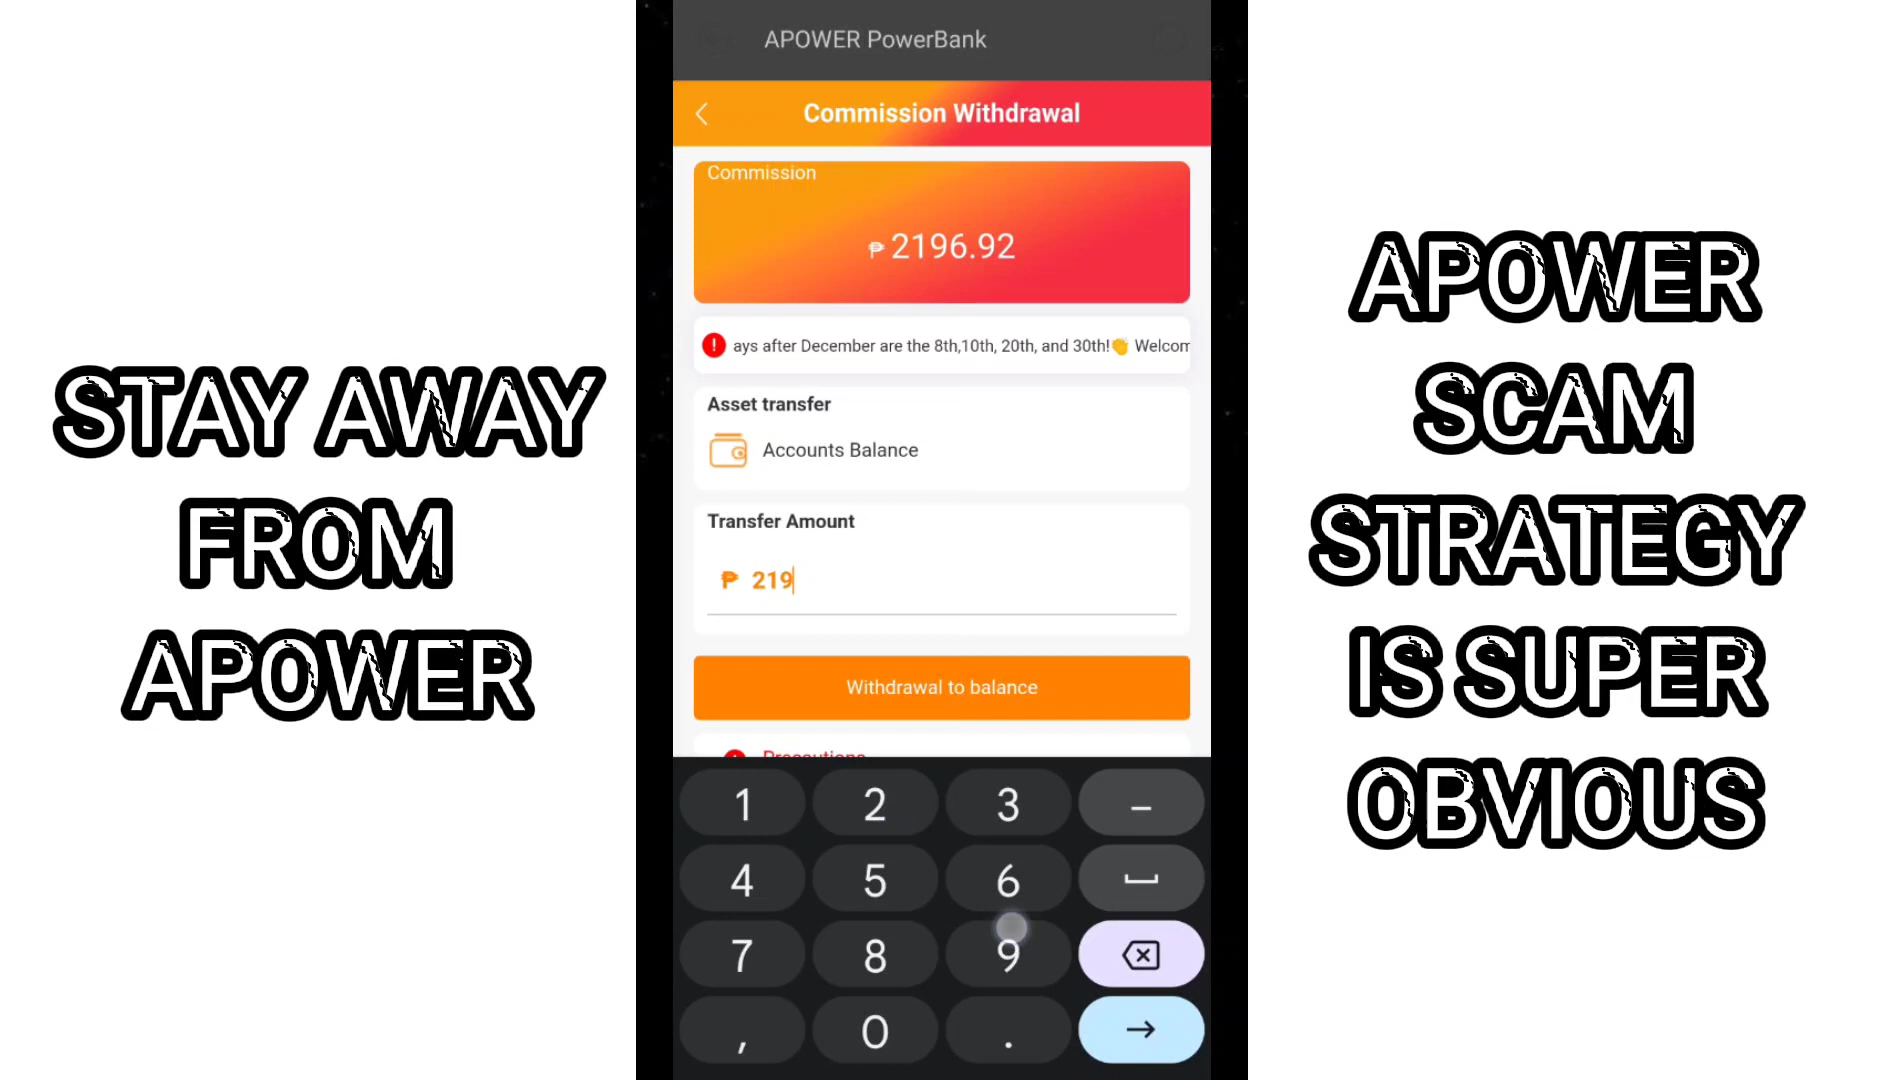 STAY AWAY
FROM
APOWER
APOWER PowerBank
Commission Withdrawal
Commission
₱ 2196.92
! ays after December are the 8th,10th, 20th, and 30th!👏 Welcom
Asset transfer
Accounts Balance
Transfer Amount
₱ 219
Withdrawal to balance
Precautions
1 2 3 –
4 5 6
7 8 9
, 0 .
APOWER
SCAM
STRATEGY
IS SUPER
OBVIOUS